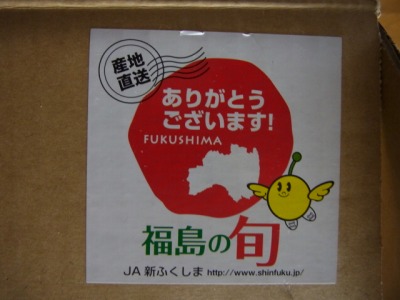 産地
直送
ありがとう
ございます!
FUKUSHIMA
福島の旬
JA 新ふくしま http://www.shinfuku.jp/